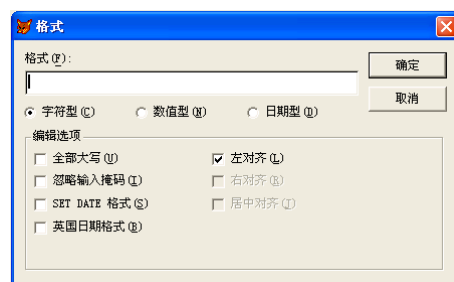 格式
格式(F):
确定
取消
字符型(C) 数值型(N) 日期型(D)
编辑选项
全部大写(U) 左对齐(L)
忽略输入掩码(I) 右对齐(R)
SET DATE 格式(S) 居中对齐(J)
英国日期格式(B)